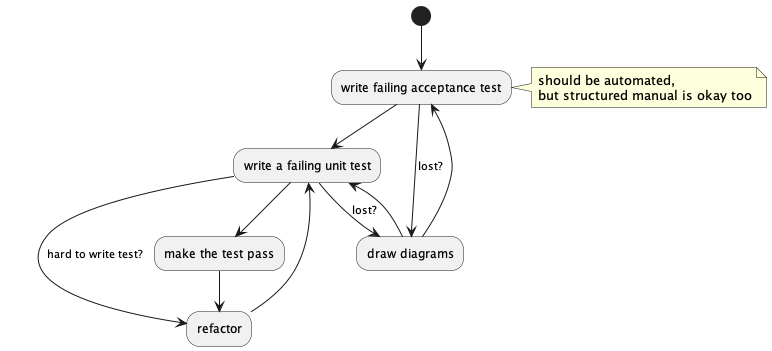 write failing acceptance test
should be automated,
but structured manual is okay too
write a failing unit test
lost?
lost?
hard to write test?
make the test pass
draw diagrams
refactor